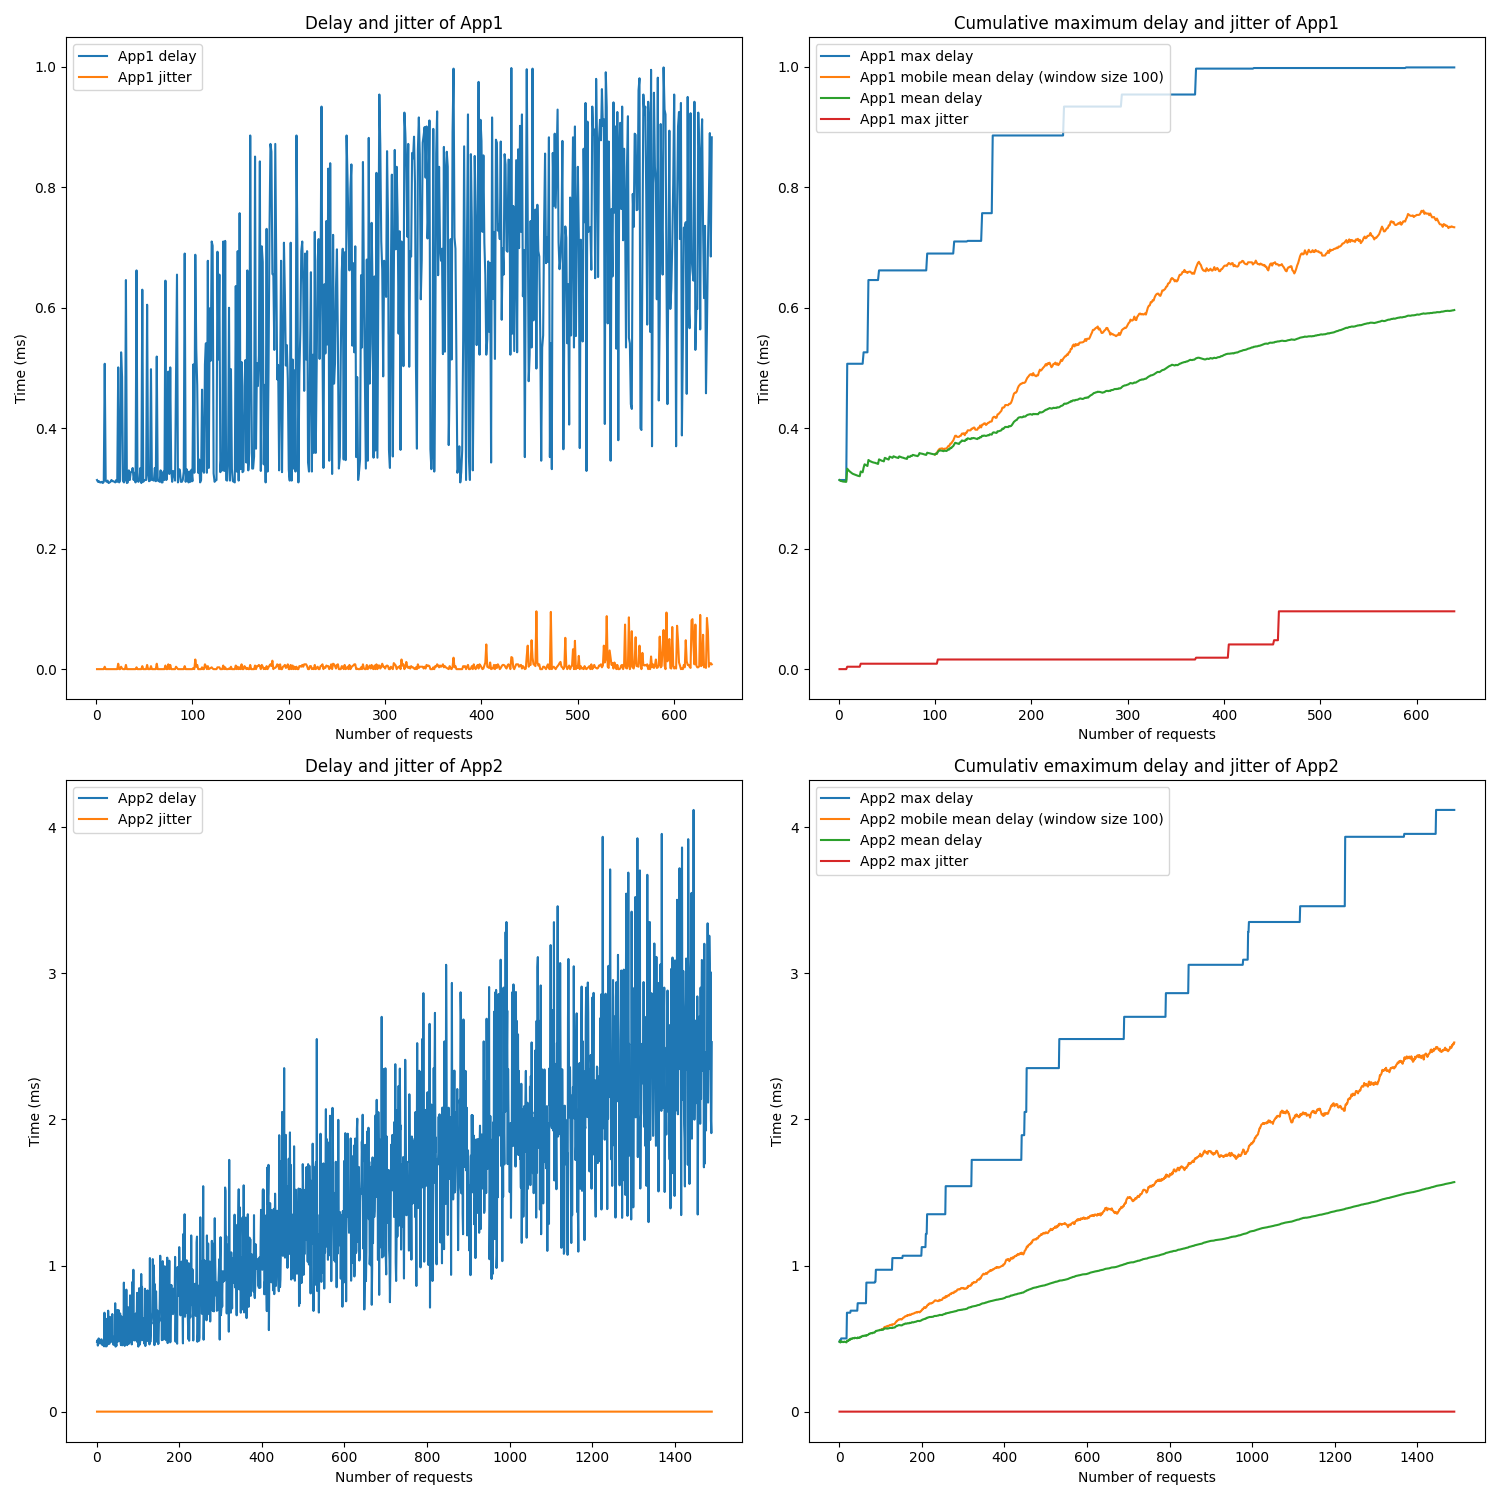 Delay and jitter of App1
App1 delay
App1 jitter
Time (ms)
1.0
0.8
0.6
0.4
0.2
0.0
0 100 200 300 400 500 600
Number of requests
Cumulative maximum delay and jitter of App1
App1 max delay
App1 mobile mean delay (window size 100)
App1 mean delay
App1 max jitter
Time (ms)
1.0
0.8
0.6
0.4
0.2
0.0
0 100 200 300 400 500 600
Number of requests
Delay and jitter of App2
App2 delay
App2 jitter
Time (ms)
4
3
2
1
0
0 200 400 600 800 1000 1200 1400
Number of requests
Cumulativ emaximum delay and jitter of App2
App2 max delay
App2 mobile mean delay (window size 100)
App2 mean delay
App2 max jitter
Time (ms)
4
3
2
1
0
0 200 400 600 800 1000 1200 1400
Number of requests